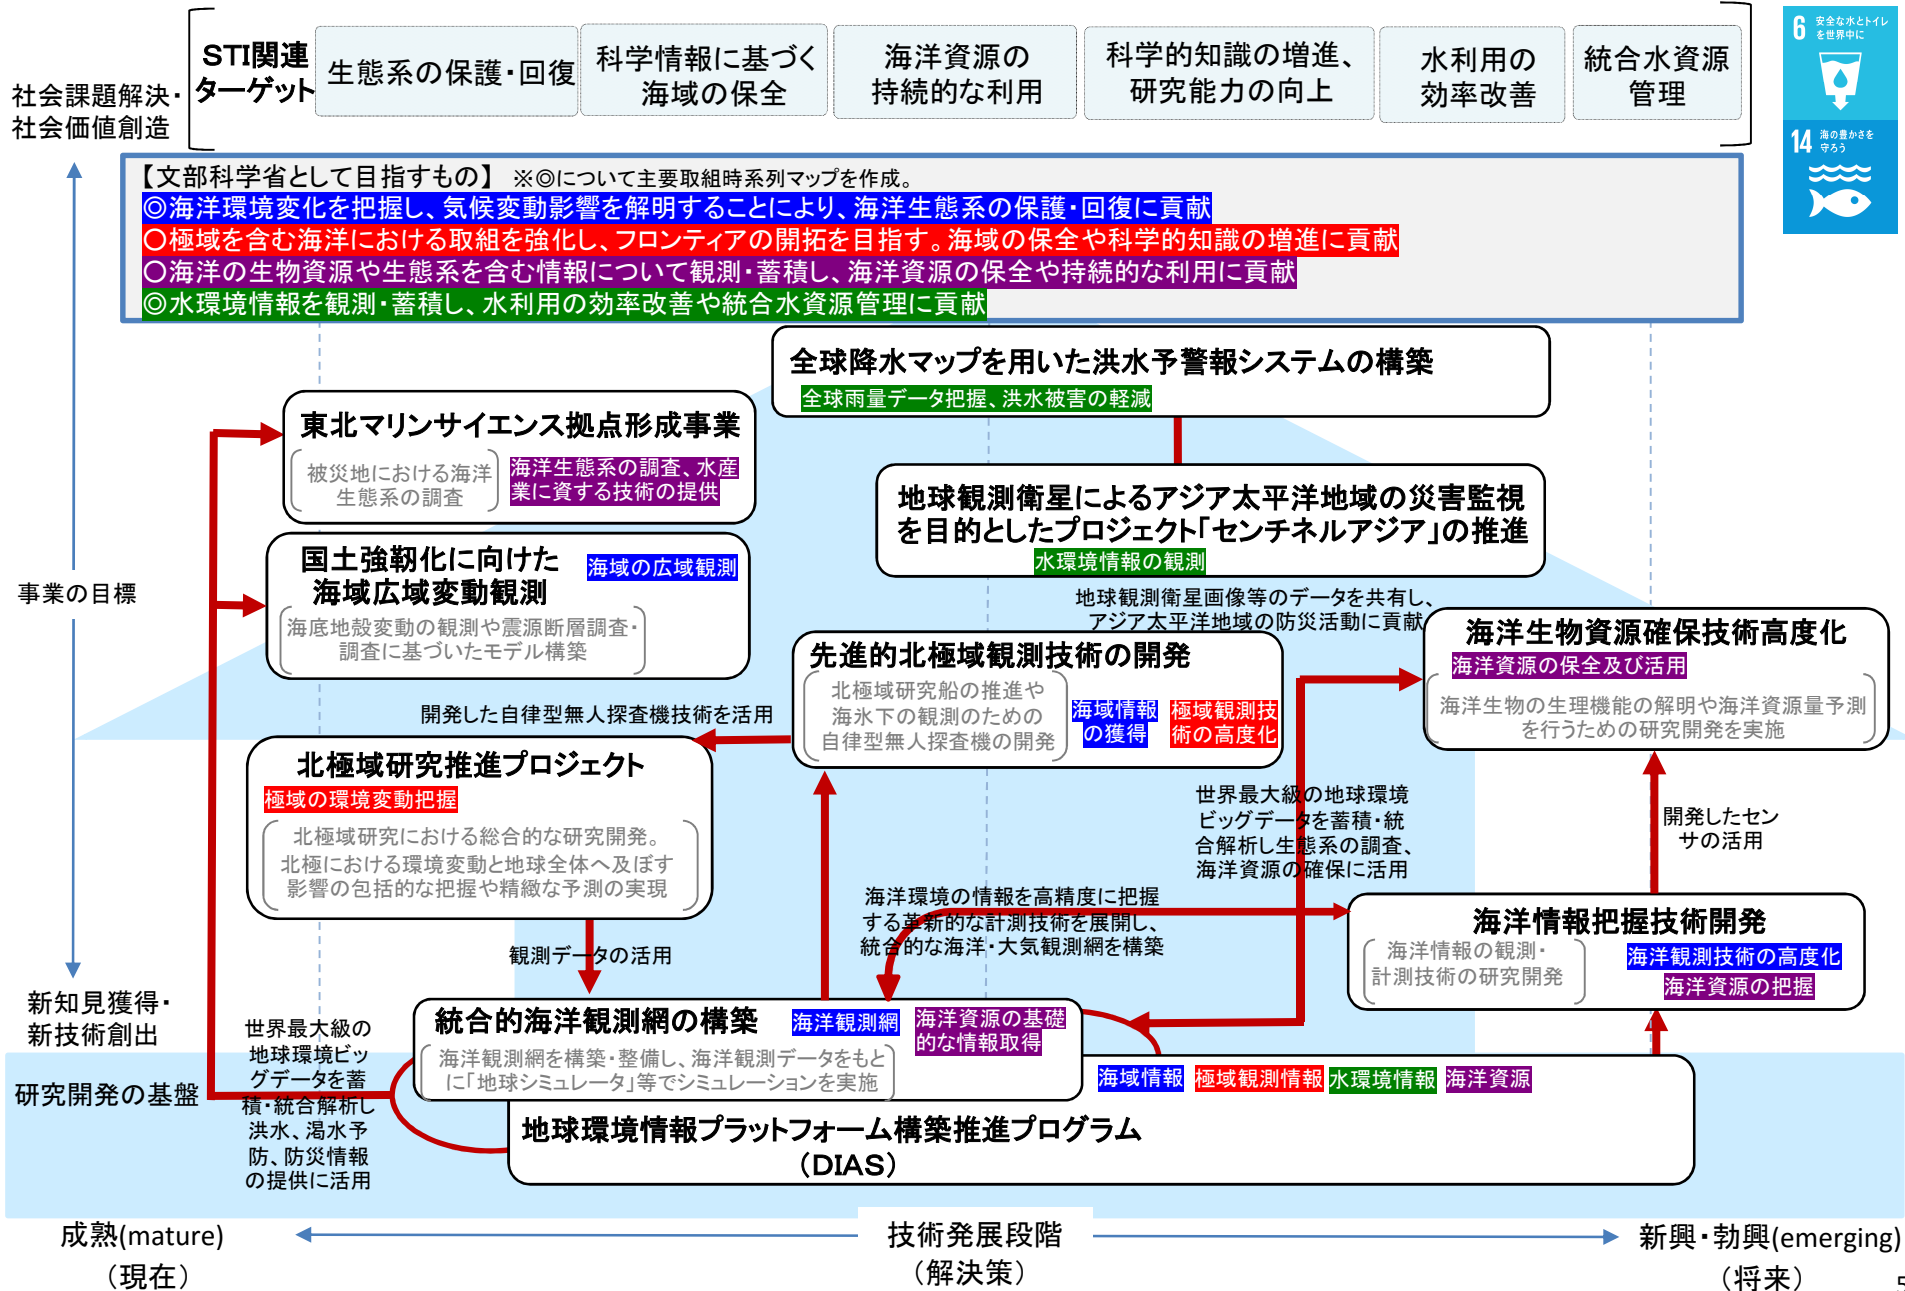 STI関連
ターゲット
生態系の保護・回復
科学情報に基づく
海域の保全
海洋資源の
持続的な利用
科学的知識の増進、
研究能力の向上
水利用の
効率改善
統合水資源
管理
6 安全な水とトイレ
を世界中に
14 海の豊かさを
守ろう
社会課題解決・
社会価値創造
【文部科学省として目指すもの】 ※◎について主要取組時系列マップを作成。
◎海洋環境変化を把握し、気候変動影響を解明することにより、海洋生態系の保護・回復に貢献
○極域を含む海洋における取組を強化し、フロンティアの開拓を目指す。海域の保全や科学的知識の増進に貢献
○海洋の生物資源や生態系を含む情報について観測・蓄積し、海洋資源の保全や持続的な利用に貢献
◎水環境情報を観測・蓄積し、水利用の効率改善や統合水資源管理に貢献
全球降水マップを用いた洪水予警報システムの構築
全球雨量データ把握、洪水被害の軽減
東北マリンサイエンス拠点形成事業
被災地における海洋
生態系の調査
海洋生態系の調査、水産
業に資する技術の提供
地球観測衛星によるアジア太平洋地域の災害監視
を目的としたプロジェクト「センチネルアジア」の推進
水環境情報の観測
地球観測衛星画像等のデータを共有し、
アジア太平洋地域の防災活動に貢献
国土強靭化に向けた
海域広域変動観測
海域の広域観測
海底地殻変動の観測や震源断層調査・
調査に基づいたモデル構築
事業の目標
先進的北極域観測技術の開発
北極域研究船の推進や
海氷下の観測のための
自律型無人探査機の開発
海域情報
の獲得
極域観測技
術の高度化
海洋生物資源確保技術高度化
海洋資源の保全及び活用
海洋生物の生理機能の解明や海洋資源量予測
を行うための研究開発を実施
開発した自律型無人探査機技術を活用
北極域研究推進プロジェクト
極域の環境変動把握
北極域研究における総合的な研究開発。
北極における環境変動と地球全体へ及ぼす
影響の包括的な把握や精緻な予測の実現
世界最大級の地球環境
ビッグデータを蓄積・統
合解析し生態系の調査、
海洋資源の確保に活用
開発したセン
サの活用
海洋環境の情報を高精度に把握
する革新的な計測技術を展開し、
統合的な海洋・大気観測網を構築
観測データの活用
海洋情報把握技術開発
海洋情報の観測・
計測技術の研究開発
海洋観測技術の高度化
海洋資源の把握
新知見獲得・
新技術創出
統合的海洋観測網の構築
海洋観測網
海洋資源の基礎
的な情報取得
海洋観測網を構築・整備し、海洋観測データをもと
に「地球シミュレータ」等でシミュレーションを実施
世界最大級の
地球環境ビッ
グデータを蓄
積・統合解析し
洪水、渇水予
防、防災情報
の提供に活用
研究開発の基盤
海域情報
極域観測情報
水環境情報
海洋資源
地球環境情報プラットフォーム構築推進プログラム
（DIAS）
成熟(mature)
（現在）
技術発展段階
（解決策）
新興・勃興(emerging)
（将来）